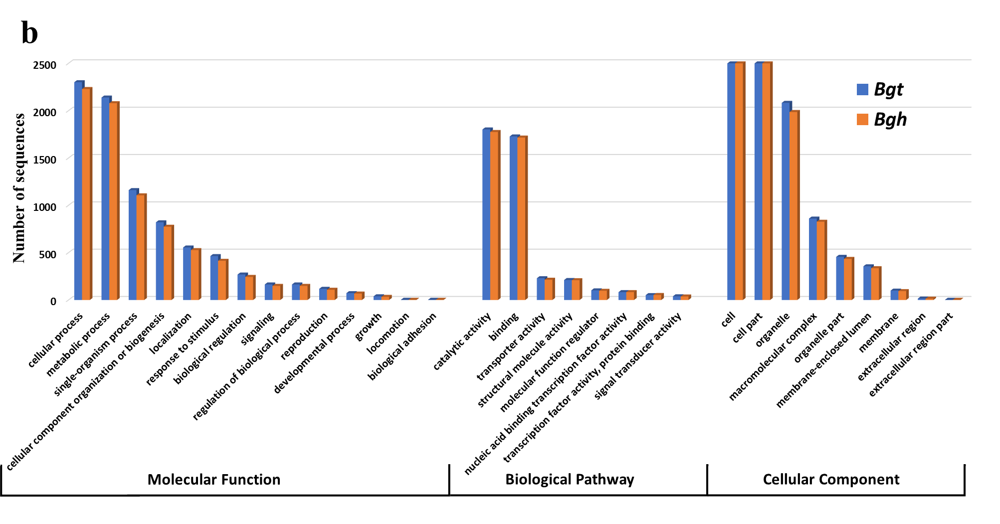 b
2500
2000
1500
1000
500
0
Number of sequences
Bgt
Bgh
cellular process
metabolic process
single-organism process
cellular component organization or biogenesis
localization
response to stimulus
biological regulation
signaling
regulation of biological process
reproduction
developmental process
growth
locomotion
biological adhesion
catalytic activity
binding
transporter activity
structural molecule activity
molecular function regulator
nucleic acid binding transcription factor activity
transcription factor activity, protein binding
signal transducer activity
cell
cell part
organelle
macromolecular complex
organelle part
membrane-enclosed lumen
membrane
extracellular region
extracellular region part
Molecular Function
Biological Pathway
Cellular Component